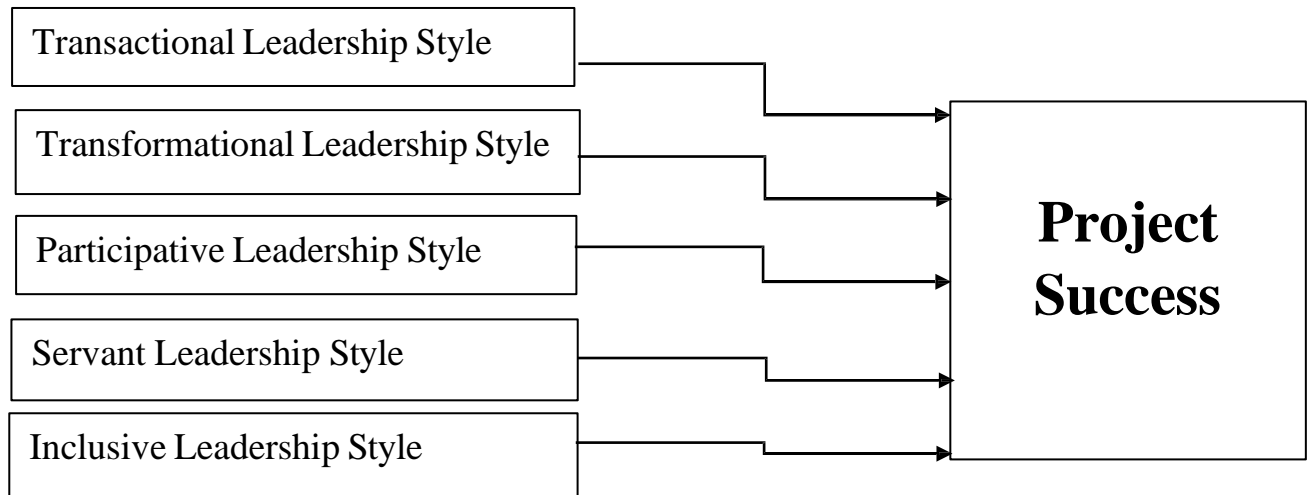 Transactional Leadership Style
Transformational Leadership Style
Participative Leadership Style
Servant Leadership Style
Inclusive Leadership Style
Project
Success